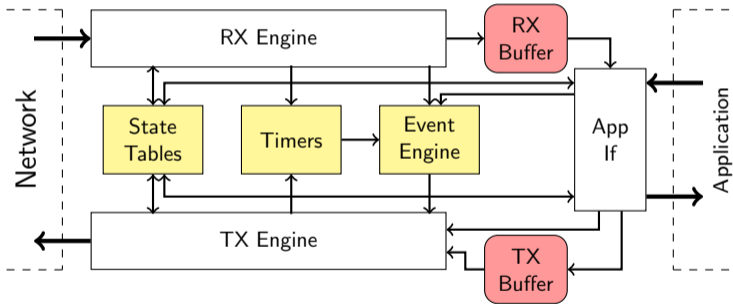 RX Engine
RX
Buffer
Network
State
Tables
Timers
Event
Engine
App
If
Application
TX Engine
TX
Buffer